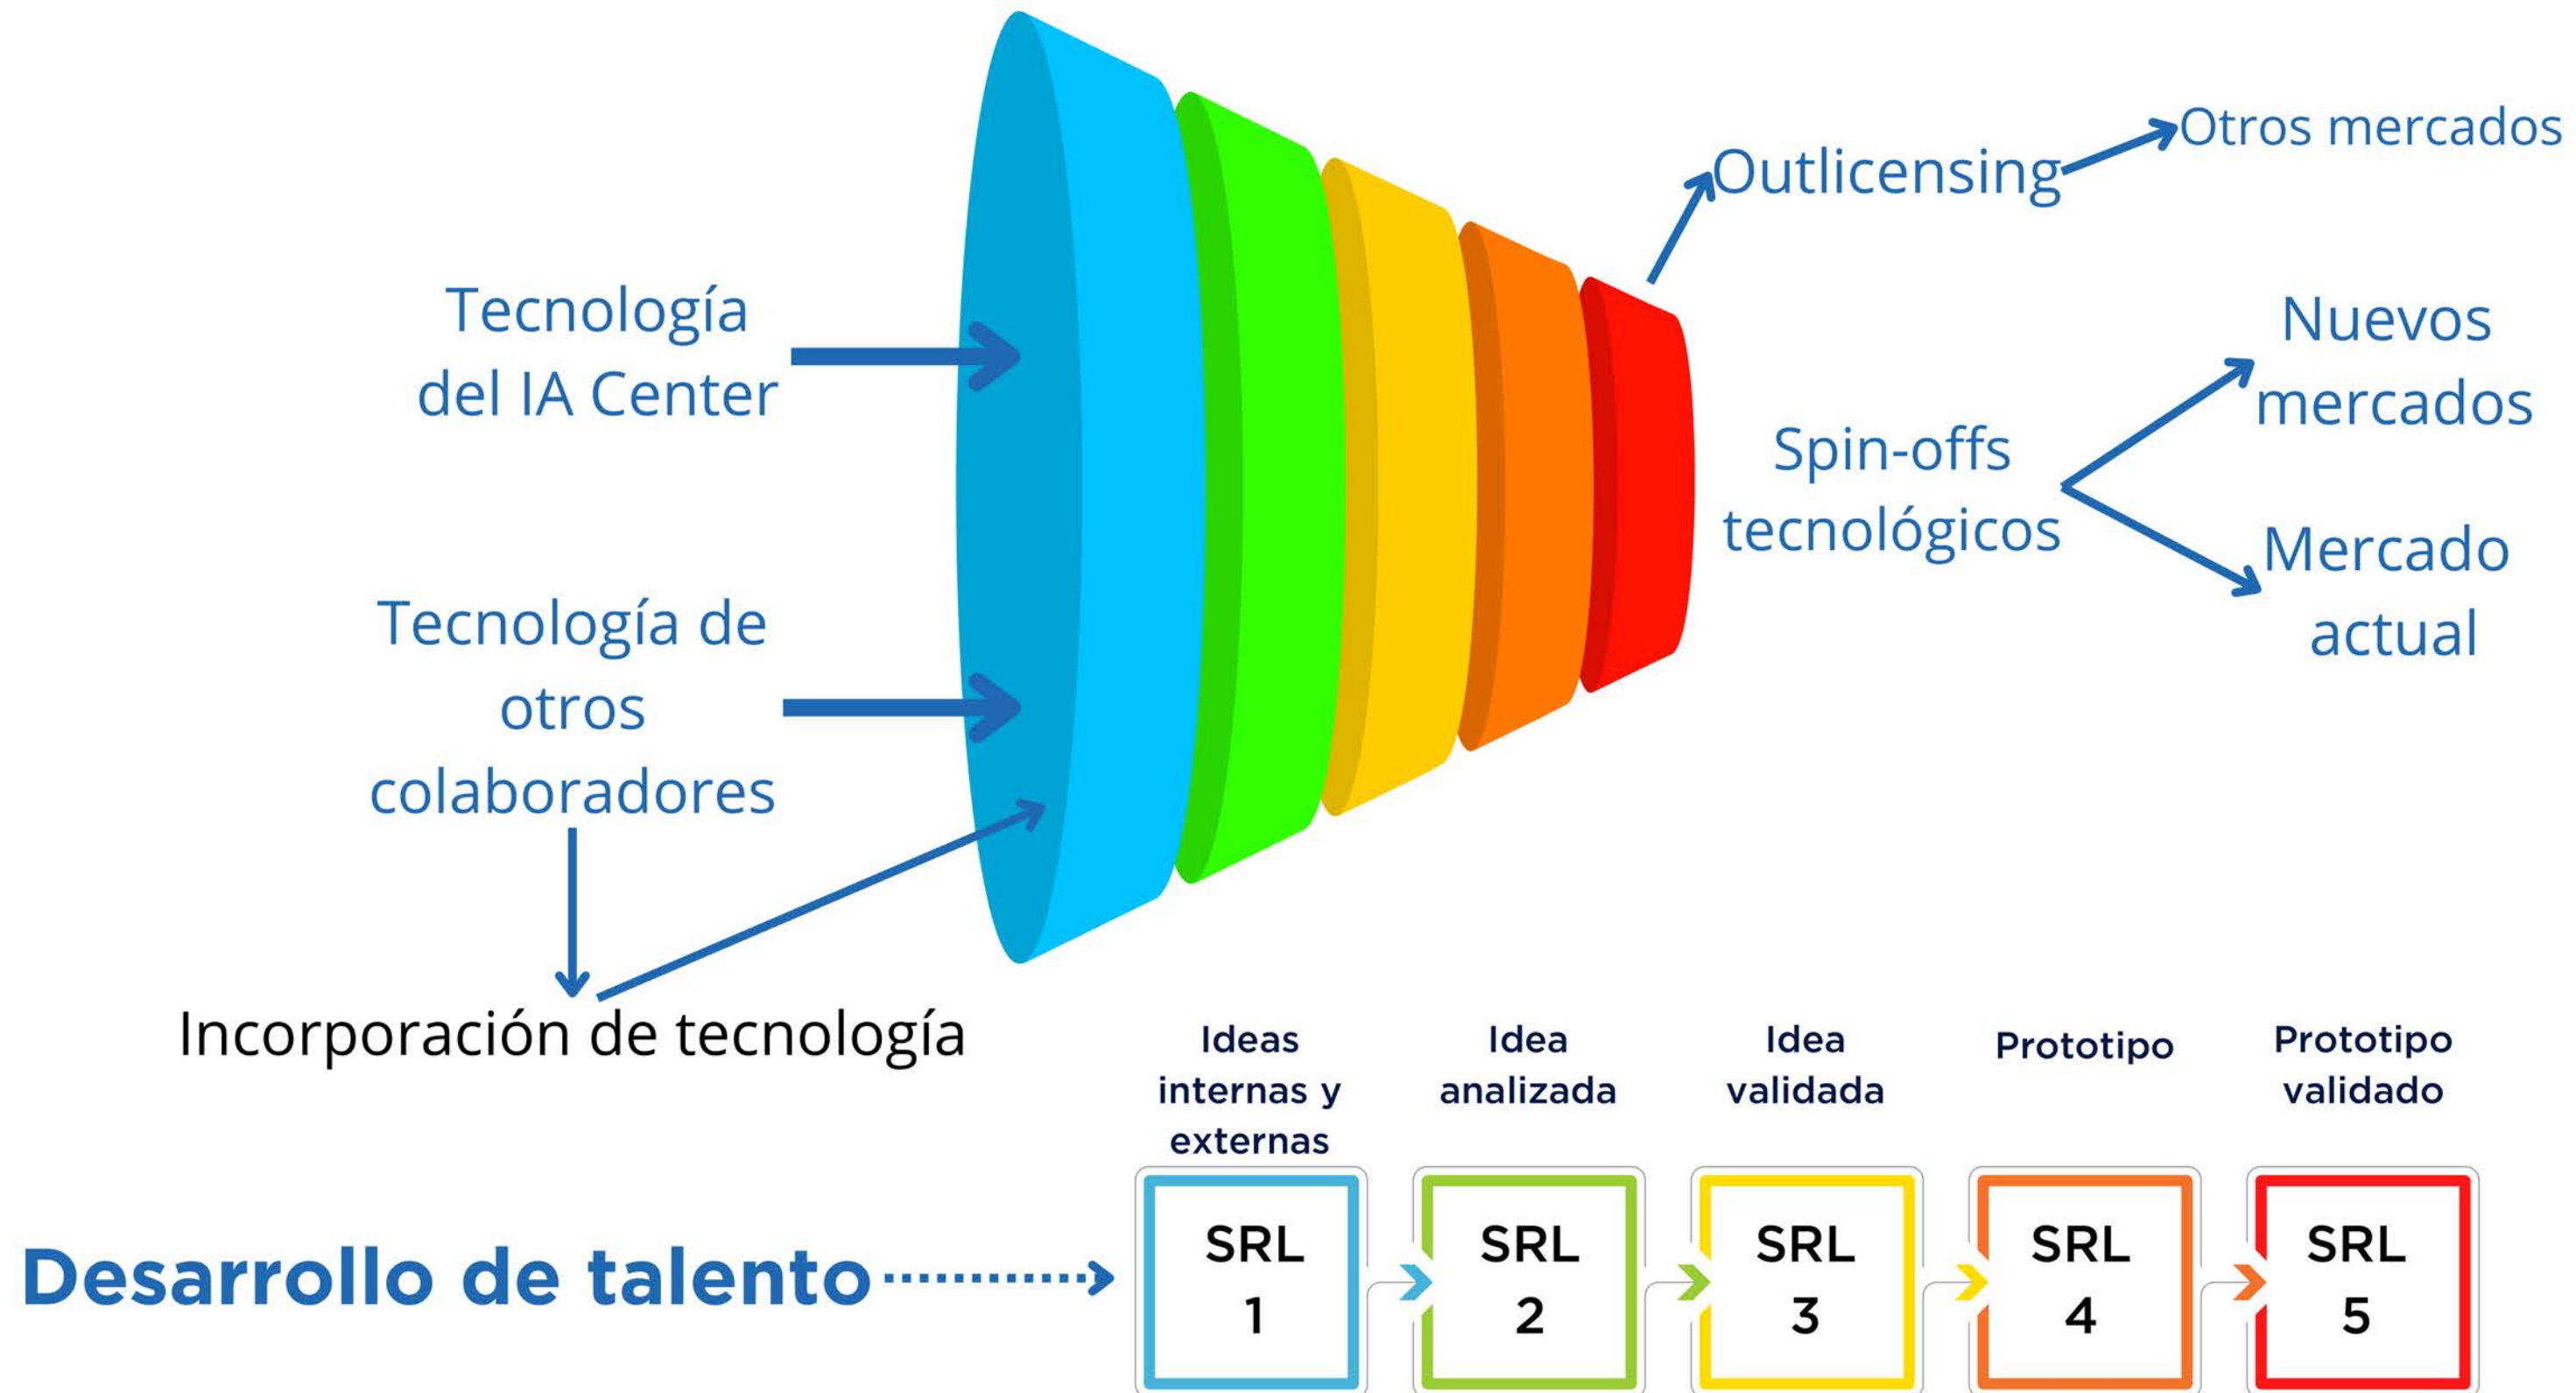 Tecnología
del IA Center
Tecnología de
otros
colaboradores
Incorporación de tecnología
Outlicensing
Otros mercados
Spin-offs
tecnológicos
Nuevos
mercados
Mercado
actual
Desarrollo de talento
Ideas
internas y
externas
SRL
1
Idea
analizada
SRL
2
Idea
validada
SRL
3
Prototipo
SRL
4
Prototipo
validado
SRL
5